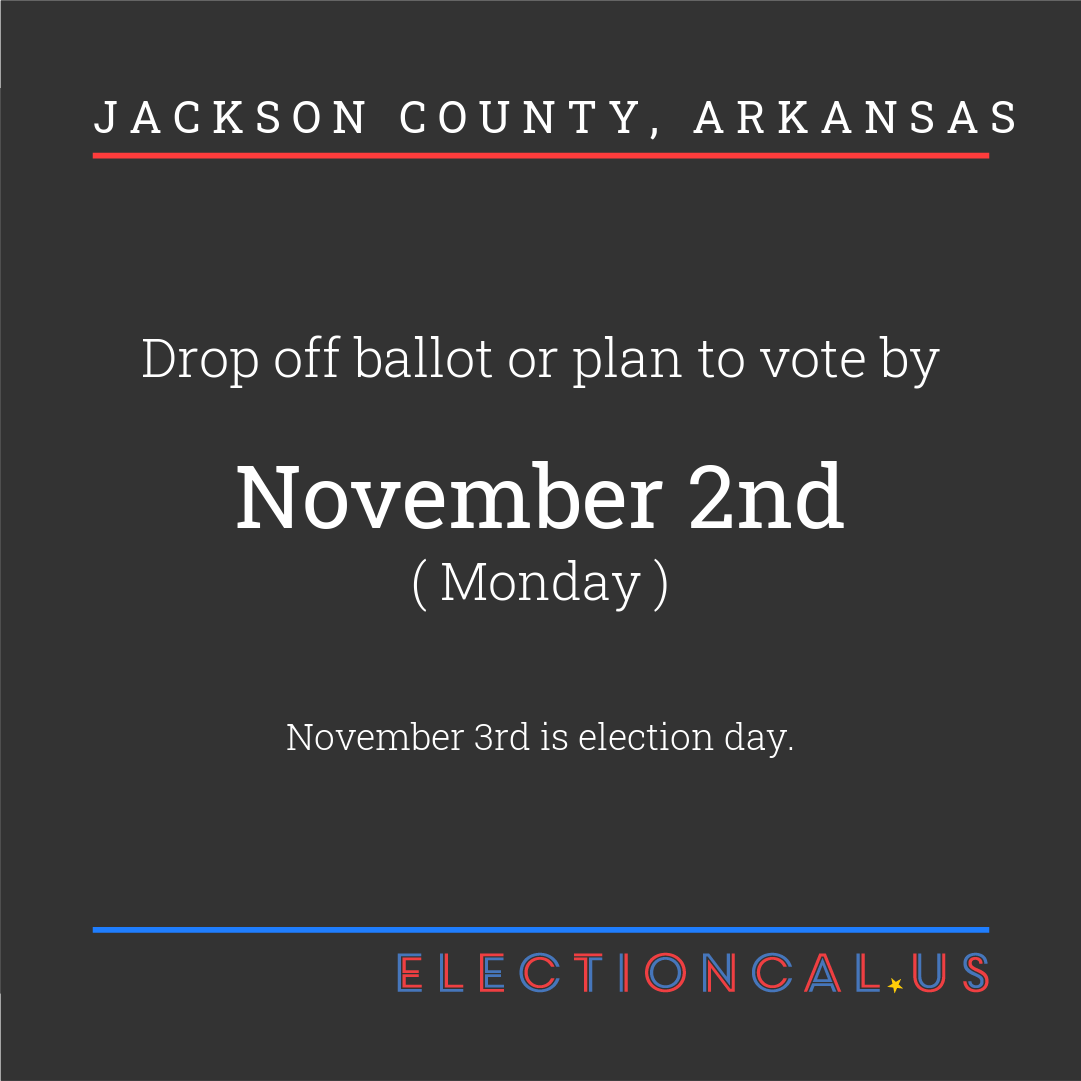 JACKSON COUNTY, ARKANSAS
Drop off ballot or plan to vote by
November 2nd
( Monday )
November 3rd is election day.
ELECTIONCAL.US